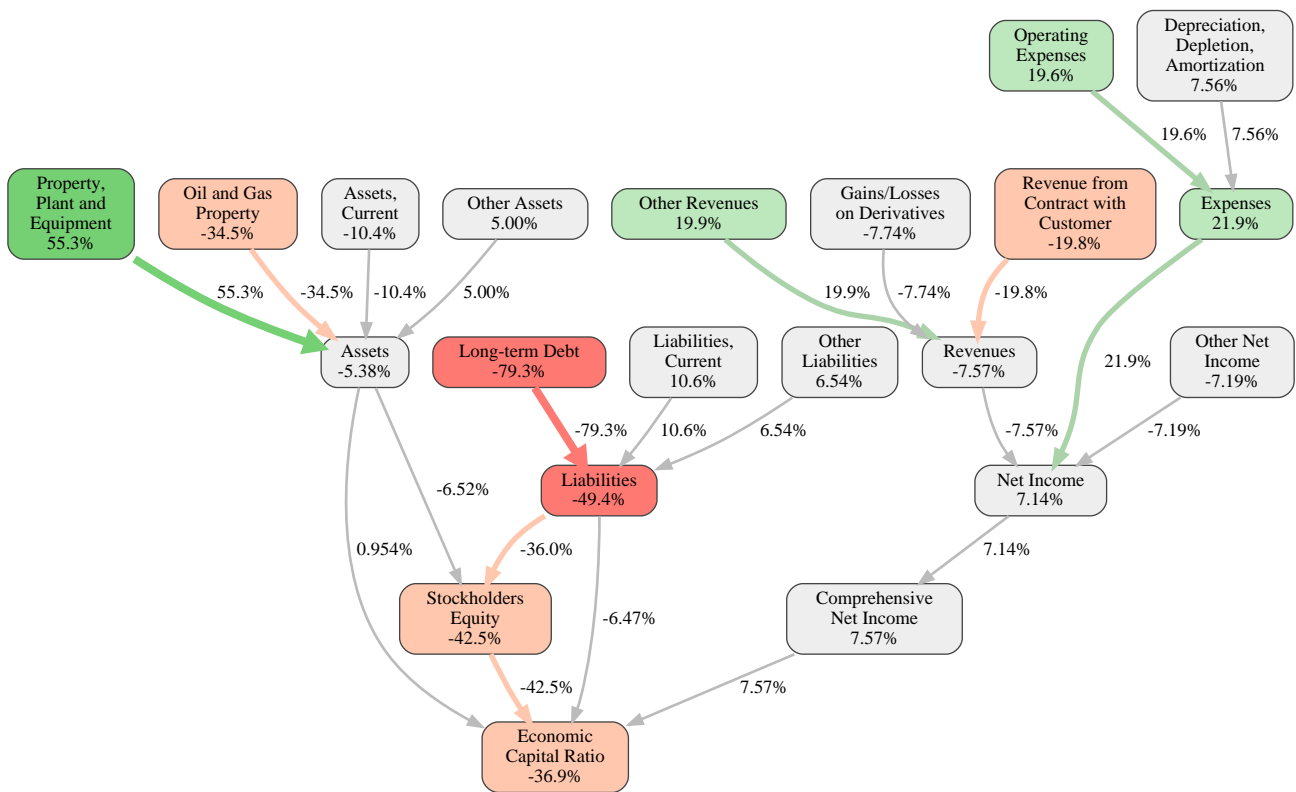 Operating
Expenses
19.6%
Depreciation,
Depletion,
Amortization
7.56%
19.6%
7.56%
Property,
Plant and
Equipment
55.3%
Oil and Gas
Property
-34.5%
Assets,
Current
-10.4%
Other Assets
5.00%
Other Revenues
19.9%
Gains/Losses
on Derivatives
-7.74%
Revenue from
Contract with
Customer
-19.8%
Expenses
21.9%
55.3%
-34.5%
-10.4%
5.00%
19.9%
-7.74%
-19.8%
Assets
-5.38%
Long-term Debt
-79.3%
Liabilities,
Current
10.6%
Other
Liabilities
6.54%
Revenues
-7.57%
21.9%
Other Net
Income
-7.19%
-79.3%
10.6%
6.54%
-7.57%
-7.19%
-6.52%
Liabilities
-49.4%
Net Income
7.14%
0.954%
-36.0%
7.14%
Stockholders
Equity
-42.5%
-6.47%
Comprehensive
Net Income
7.57%
-42.5%
7.57%
Economic
Capital Ratio
-36.9%